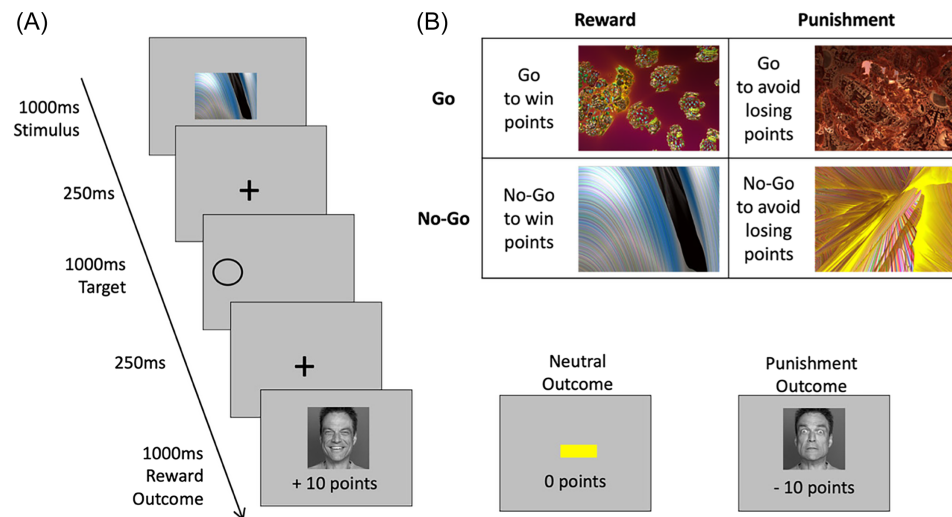 (A)
1000ms
Stimulus
250ms
1000ms
Target
250ms
1000ms
Reward
Outcome
+ 10 points
(B)
Reward
Punishment
Go
Go
to win
points
Go
to avoid
losing
points
No-Go
No-Go
to win
points
No-Go
to avoid
losing
points
Neutral
Outcome
0 points
Punishment
Outcome
- 10 points